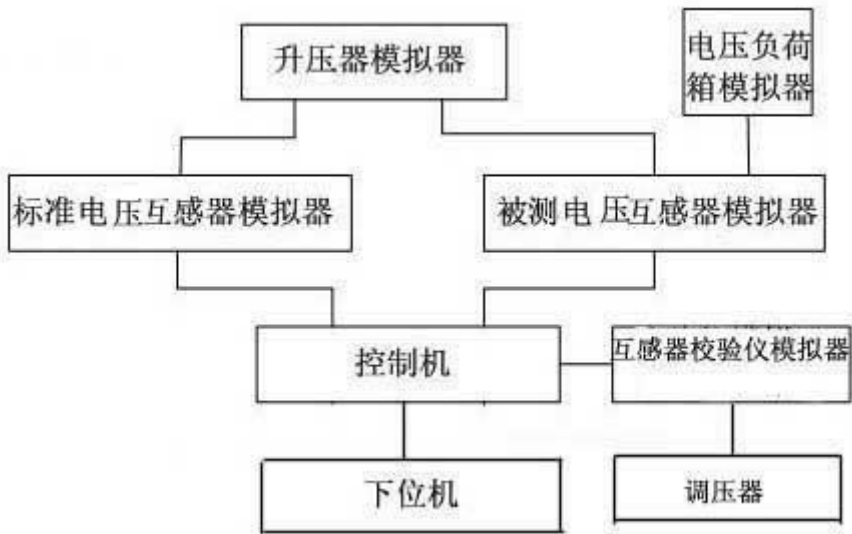 升压器模拟器
电压负荷
箱模拟器
标准电压互感器模拟器
被测电压互感器模拟器
控制机
互感器校验仪模拟器
下位机
调压器